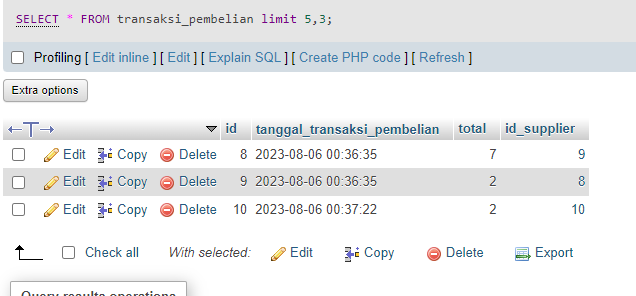 SELECT * FROM transaksi_pembelian limit 5,3;
Profiling [ Edit inline ] [ Edit ] [ Explain SQL ] [ Create PHP code ] [ Refresh ]
Extra options
id tanggal_transaksi_pembelian total id_supplier
Edit Copy Delete 8 2023-08-06 00:36:35 7 9
Edit Copy Delete 9 2023-08-06 00:36:35 2 8
Edit Copy Delete 10 2023-08-06 00:37:22 2 10
Check all With selected: Edit Copy Delete Export
Query results operations